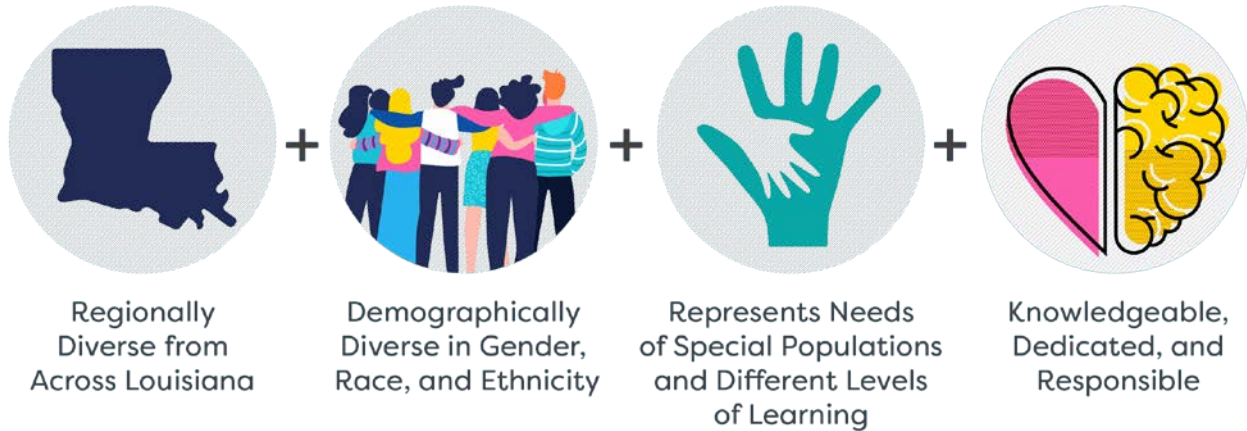 + + +
Regionally
Diverse from
Across Louisiana
Demographically
Diverse in Gender,
Race, and Ethnicity
Represents Needs
of Special Populations
and Different Levels
of Learning
Knowledgeable,
Dedicated, and
Responsible